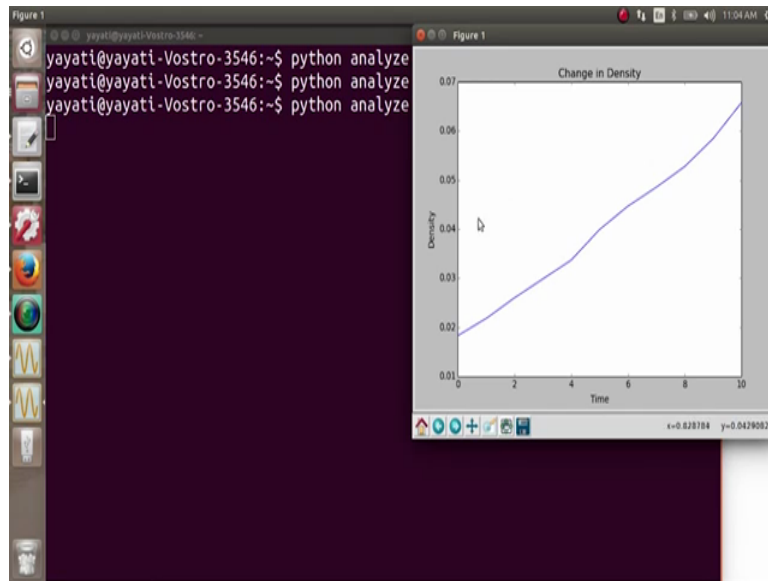 Figure 1
11:04 AM
yayati@yayati-Vostro-3546: ~
Figure 1
yayati@yayati-Vostro-3546:~$ python analyze
yayati@yayati-Vostro-3546:~$ python analyze
yayati@yayati-Vostro-3546:~$ python analyze
Change in Density
0.07
0.06
0.05
0.04
0.03
0.02
0.01
Density
0 2 4 6 8 10
Time
x=0.828784 y=0.0429082